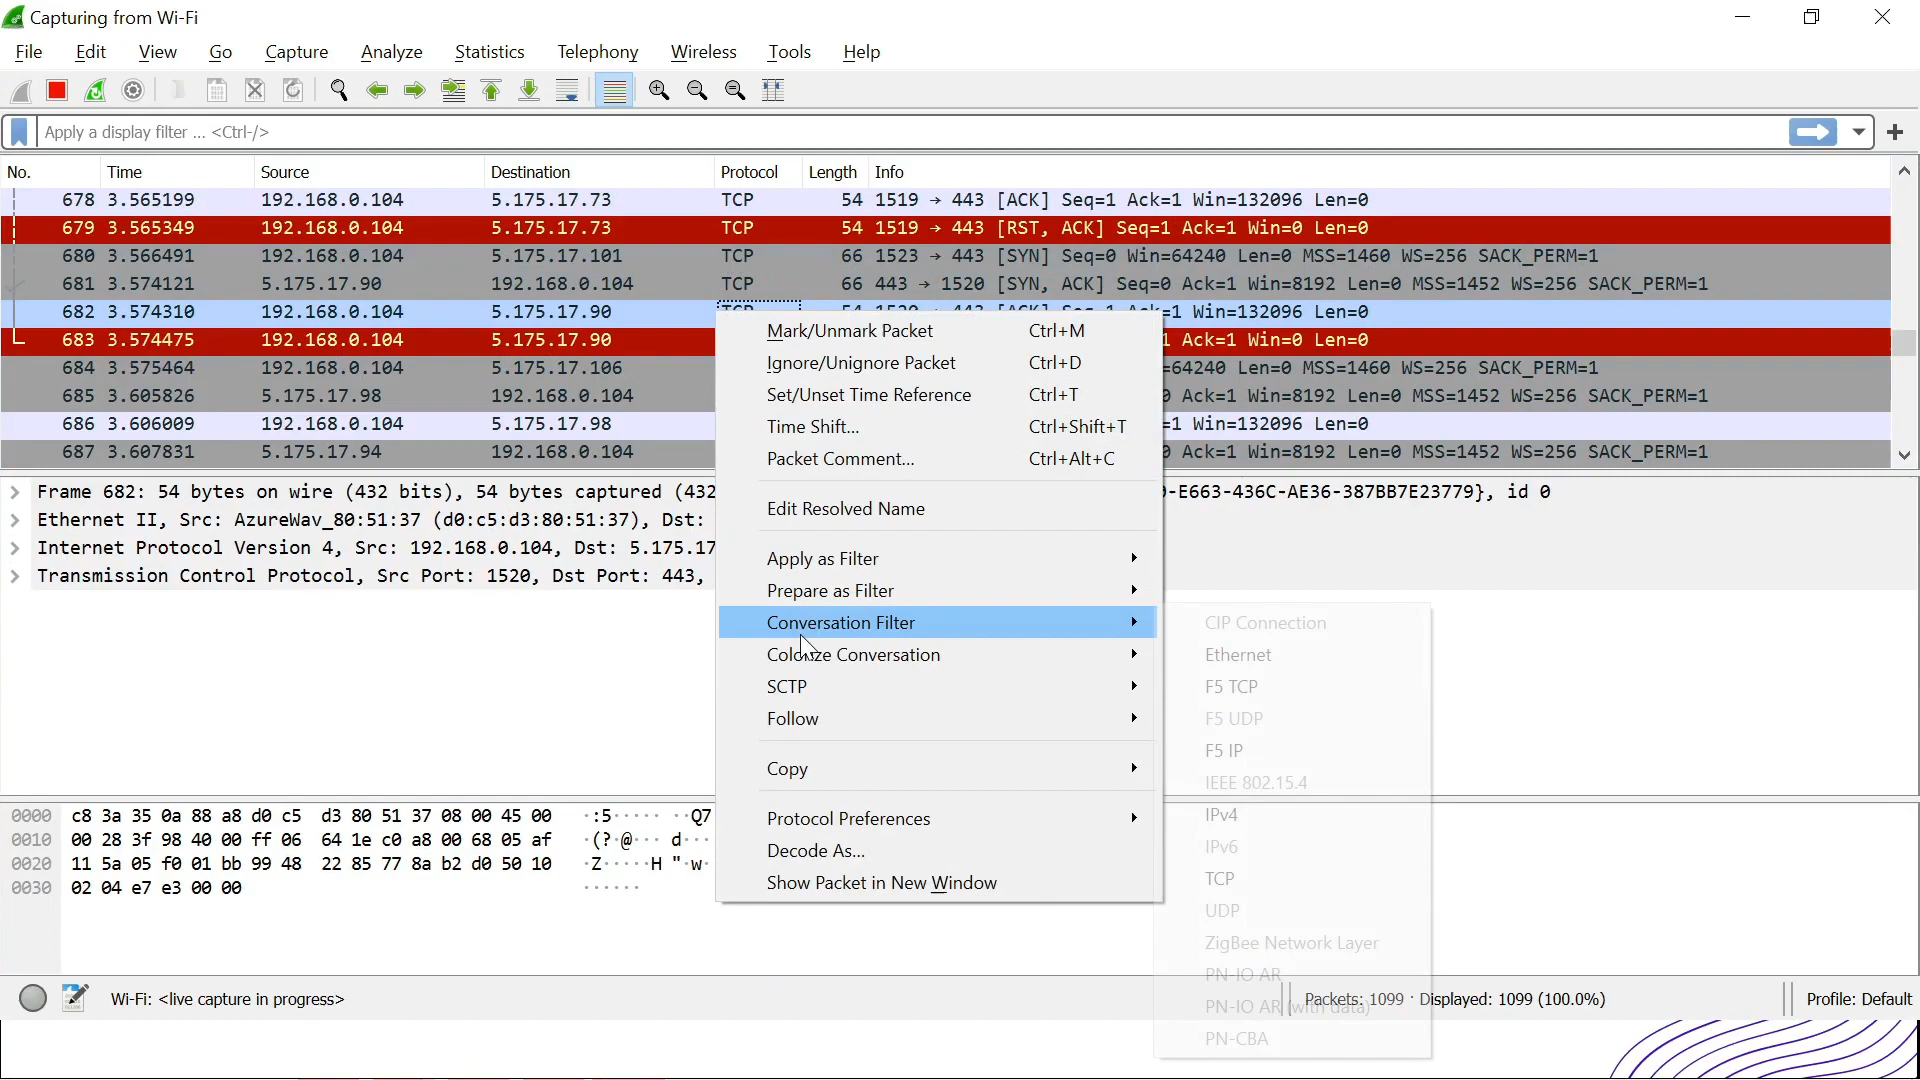 Capturing from Wi-Fi
File Edit View Go Capture Analyze Statistics Telephony Wireless Tools Help
Apply a display filter ... <Ctrl-/>
No. Time Source Destination Protocol Length Info
678 3.565199 192.168.0.104 5.175.17.73 TCP 54 1519 → 443 [ACK] Seq=1 Ack=1 Win=132096 Len=0
679 3.565349 192.168.0.104 5.175.17.73 TCP 54 1519 → 443 [RST, ACK] Seq=1 Ack=1 Win=0 Len=0
680 3.566491 192.168.0.104 5.175.17.101 TCP 66 1523 → 443 [SYN] Seq=0 Win=64240 Len=0 MSS=1460 WS=256 SACK_PERM=1
681 3.574121 5.175.17.90 192.168.0.104 TCP 66 443 → 1520 [SYN, ACK] Seq=0 Ack=1 Win=8192 Len=0 MSS=1452 WS=256 SACK_PERM=1
682 3.574310 192.168.0.104 5.175.17.90 TCP 54 1520 → 443 [ACK] =1 Win=132096 Len=0
683 3.574475 192.168.0.104 5.175.17.90 1 Ack=1 Win=0 Len=0
684 3.575464 192.168.0.104 5.175.17.106 =64240 Len=0 MSS=1460 WS=256 SACK_PERM=1
685 3.605826 5.175.17.98 192.168.0.104 Ack=1 Win=8192 Len=0 MSS=1452 WS=256 SACK_PERM=1
686 3.606009 192.168.0.104 5.175.17.98 =1 Win=132096 Len=0
687 3.607831 5.175.17.94 192.168.0.104 Ack=1 Win=8192 Len=0 MSS=1452 WS=256 SACK_PERM=1
Mark/Unmark Packet Ctrl+M
Ignore/Unignore Packet Ctrl+D
Set/Unset Time Reference Ctrl+T
Time Shift... Ctrl+Shift+T
Packet Comment... Ctrl+Alt+C
Edit Resolved Name
Apply as Filter
Prepare as Filter
Conversation Filter
Colorize Conversation
SCTP
Follow
Copy
Protocol Preferences
Decode As...
Show Packet in New Window
CIP Connection
Ethernet
F5 TCP
F5 UDP
F5 IP
IEEE 802.15.4
IPv4
IPv6
TCP
UDP
ZigBee Network Layer
PN-IO AR
PN-IO AR (with data)
PN-CBA
Frame 682: 54 bytes on wire (432 bits), 54 bytes captured (432 -E663-436C-AE36-387BB7E23779}, id 0
Ethernet II, Src: AzureWav_80:51:37 (d0:c5:d3:80:51:37), Dst:
Internet Protocol Version 4, Src: 192.168.0.104, Dst: 5.175.17
Transmission Control Protocol, Src Port: 1520, Dst Port: 443,
0000 c8 3a 35 0a 88 a8 d0 c5 d3 80 51 37 08 00 45 00 ·:5····· ··Q7
0010 00 28 3f 98 40 00 ff 06 64 1e c0 a8 00 68 05 af ·(?·@··· d···
0020 11 5a 05 f0 01 bb 99 48 22 85 77 8a b2 d0 50 10 ·Z·····H "·w·
0030 02 04 e7 e3 00 00 ······
Wi-Fi: <live capture in progress> Packets: 1099 · Displayed: 1099 (100.0%) Profile: Default